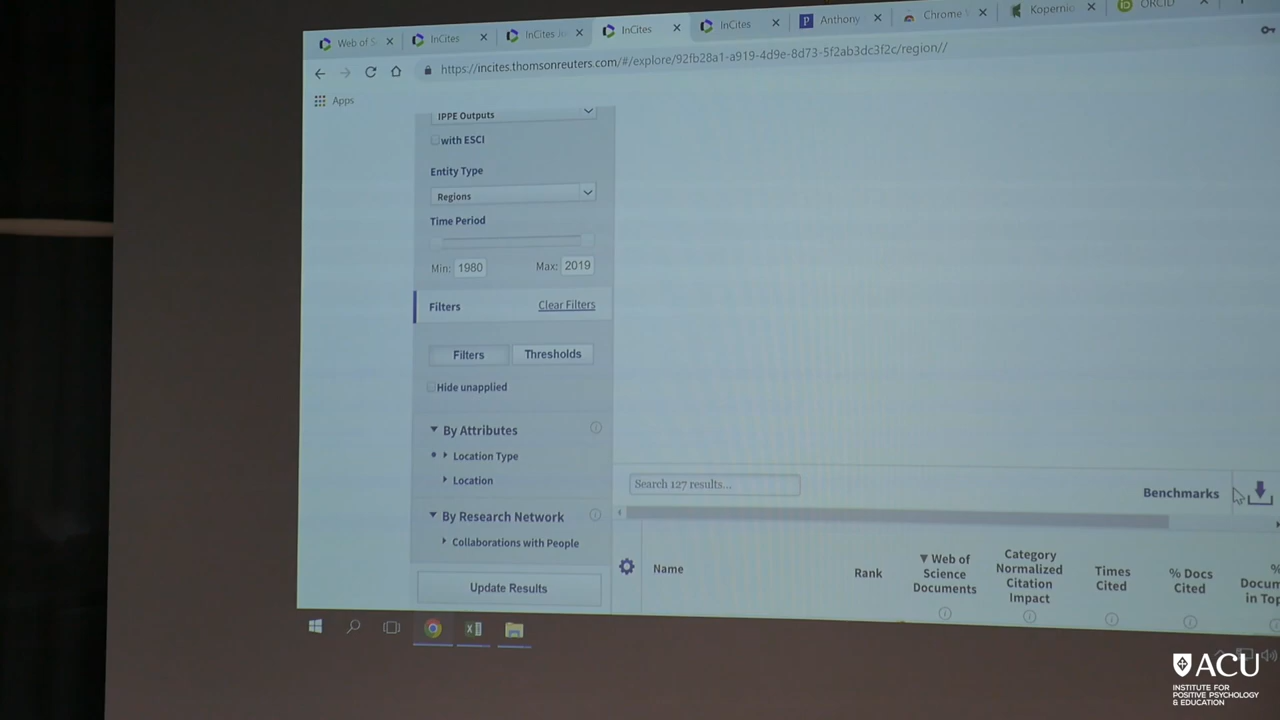 Web of S
InCites
InCites
InCites
InCites
Anthony
Chrome
Kopernio
ORCID
https://incites.thomsonreuters.com/#/explore/92fb28a1-a919-4d9e-8d73-5f2ab3dc3f2c/region//
Apps
IPPE Outputs
with ESCI
Entity Type
Regions
Time Period
Min: 1980 Max: 2019
Filters Clear Filters
Filters Thresholds
Hide unapplied
By Attributes
Location Type
Location
By Research Network
Collaborations with People
Update Results
Search 127 results...
Benchmarks
Name
Rank
Web of
Science
Documents
Category
Normalized
Citation
Impact
Times
Cited
% Docs
Cited
%
Docum
in Top
ACU
INSTITUTE FOR
POSITIVE PSYCHOLOGY
& EDUCATION